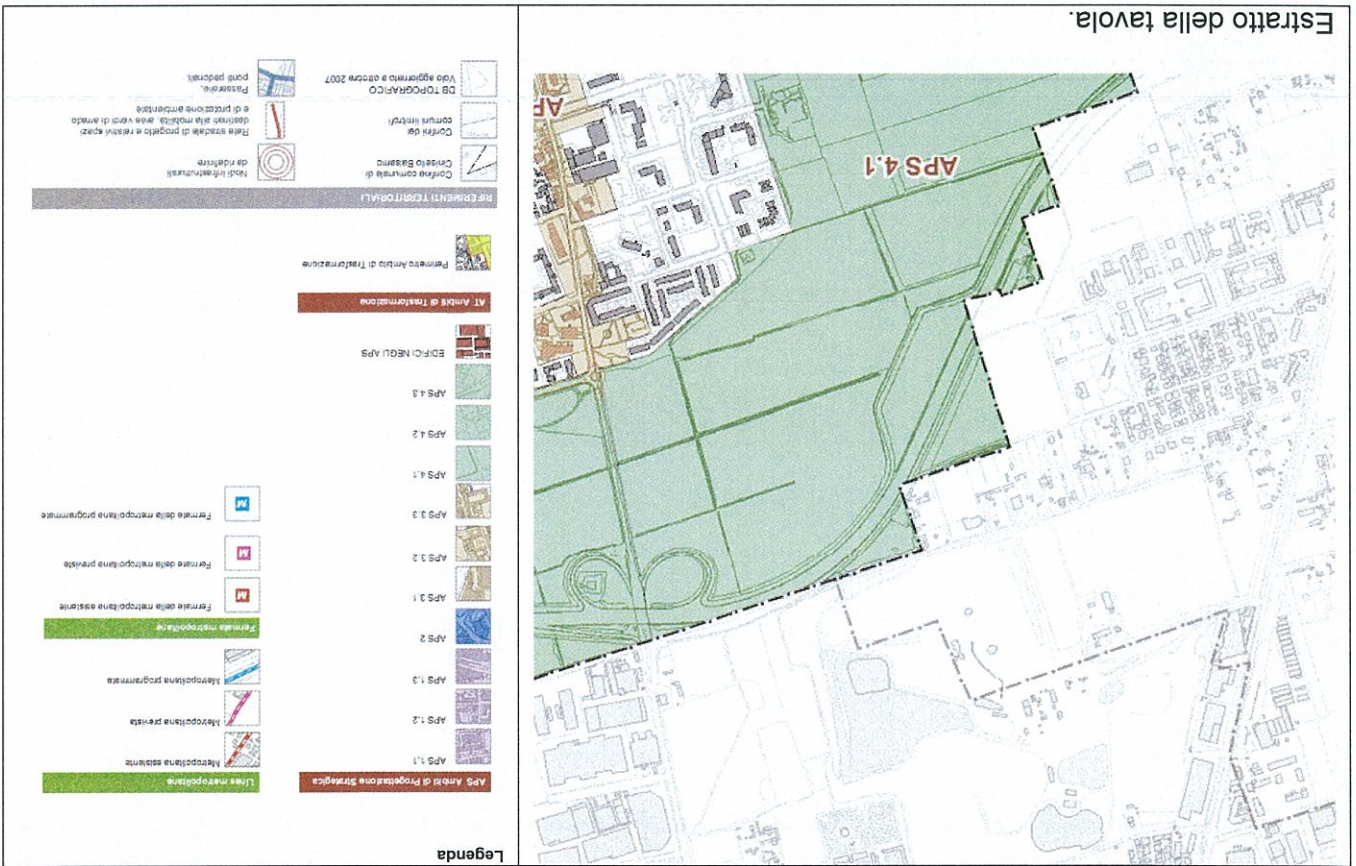 Estratto della tavola.
AP
APS 4.1
Legenda
APS Ambiti di Progettazione Strategica
APS 1.1
APS 1.2
APS 1.3
APS 2
APS 3.1
APS 3.2
APS 3.3
APS 4.1
APS 4.2
APS 4.3
EDIFICI NEGLI APS
AT Ambiti di Trasformazione
Perimetro Ambito di Trasformazione
Linee metropolitane
Metropolitana esistente
Metropolitana prevista
Metropolitana programmata
Fermata metropolitane
M Fermate della metropolitana esistente
M Fermate della metropolitana previste
M Fermate della metropolitana programmate
RIFERIMENTI TERRITORIALI
Confine comunale di
Cinisello Balsamo
Confini dei
comuni limitrofi
DB TOPOGRAFICO
Volo aggiornato a ottobre 2007
Nodi infrastrutturali
da ridefinire
Rete stradale di progetto e relativi spazi
destinati alla mobilità, aree verdi di arredo
e di protezione ambientale
Passerelle,
ponti pedonali.